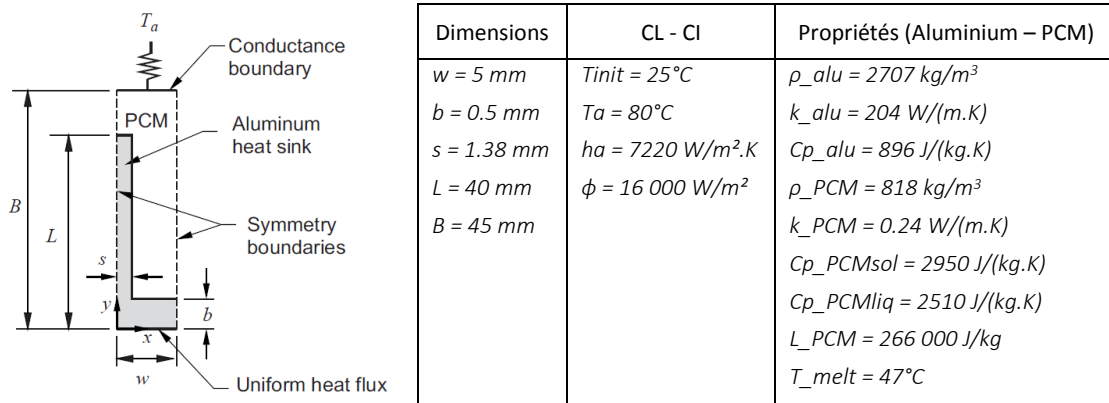 T_a
Conductance
boundary
PCM
Aluminum
heat sink
B
L
Symmetry
boundaries
s
y
b
x
w
Uniform heat flux
Dimensions
w = 5 mm
b = 0.5 mm
s = 1.38 mm
L = 40 mm
B = 45 mm
CL - CI
Tinit = 25°C
Ta = 80°C
ha = 7220 W/m².K
ϕ = 16 000 W/m²
Propriétés (Aluminium – PCM)
ρ_alu = 2707 kg/m³
k_alu = 204 W/(m.K)
Cp_alu = 896 J/(kg.K)
ρ_PCM = 818 kg/m³
k_PCM = 0.24 W/(m.K)
Cp_PCMsol = 2950 J/(kg.K)
Cp_PCMliq = 2510 J/(kg.K)
L_PCM = 266 000 J/kg
T_melt = 47°C